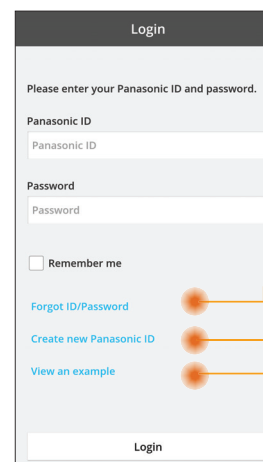 Login
Please enter your Panasonic ID and password.
Panasonic ID
Panasonic ID
Password
Password
Remember me
Forgot ID/Password
Create new Panasonic ID
View an example
Login